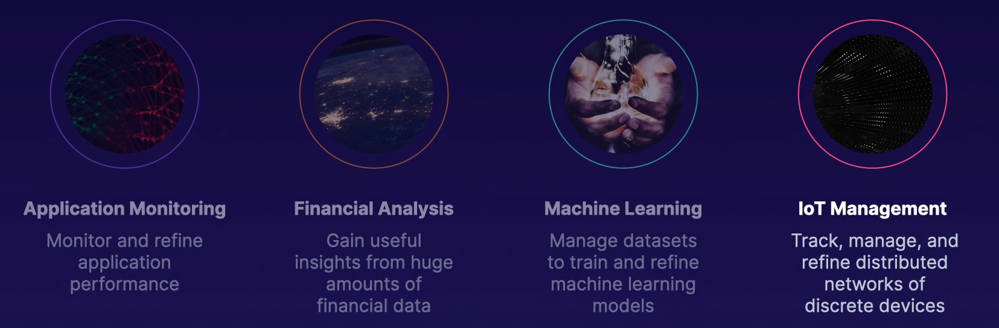 Application Monitoring
Monitor and refine
application
performance
Financial Analysis
Gain useful
insights from huge
amounts of
financial data
Machine Learning
Manage datasets
to train and refine
machine learning
models
IoT Management
Track, manage, and
refine distributed
networks of
discrete devices